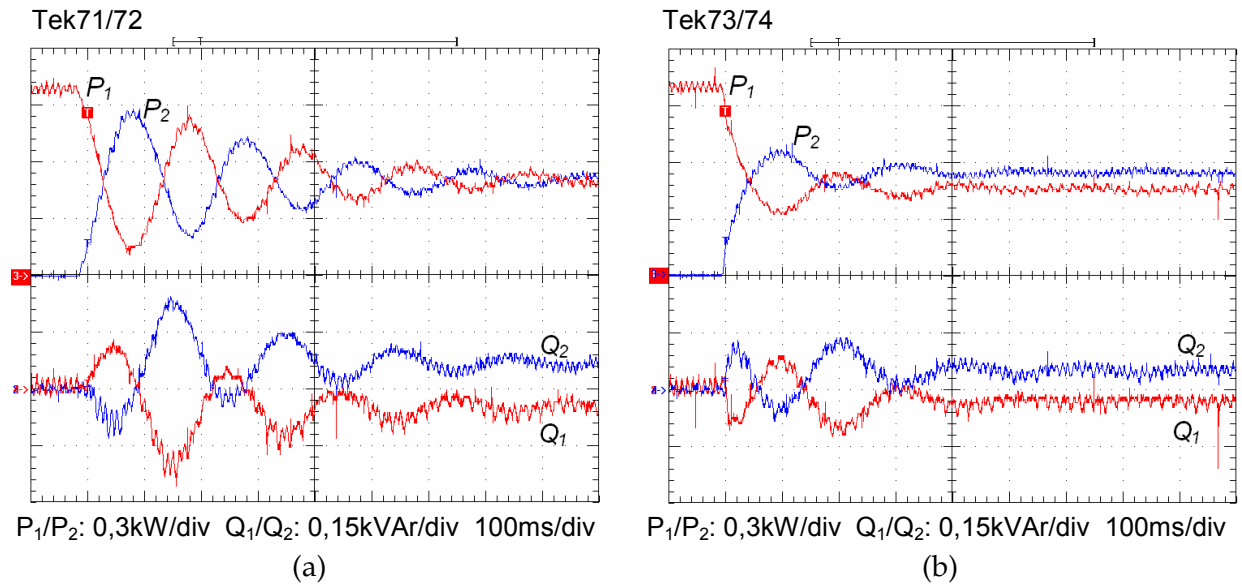 Tek71/72
T
P₁
T
P₂
3->
Q₂
Q₁
P₁/P₂: 0,3kW/div Q₁/Q₂: 0,15kVAr/div 100ms/div
(a)
Tek73/74
T
P₁
T
P₂
Q₂
Q₁
P₁/P₂: 0,3kW/div Q₁/Q₂: 0,15kVAr/div 100ms/div
(b)